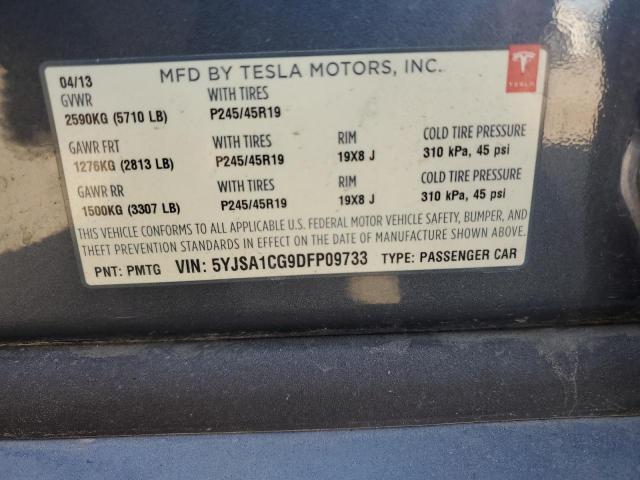 04/13 MFD BY TESLA MOTORS, INC. TESLA
GVWR WITH TIRES
2590KG (5710 LB) P245/45R19
GAWR FRT WITH TIRES RIM COLD TIRE PRESSURE
1276KG (2813 LB) P245/45R19 19X8 J 310 kPa, 45 psi
GAWR RR WITH TIRES RIM COLD TIRE PRESSURE
1500KG (3307 LB) P245/45R19 19X8 J 310 kPa, 45 psi
THIS VEHICLE CONFORMS TO ALL APPLICABLE U.S. FEDERAL MOTOR VEHICLE SAFETY, BUMPER, AND
THEFT PREVENTION STANDARDS IN EFFECT ON THE DATE OF MANUFACTURE SHOWN ABOVE.
PNT: PMTG VIN: 5YJSA1CG9DFP09733 TYPE: PASSENGER CAR